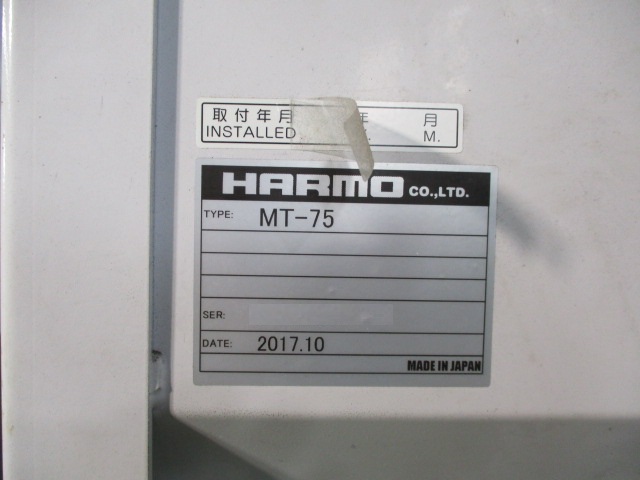 取付年月 年 月
INSTALLED M.
HARMO CO.,LTD.
TYPE: MT-75
SER:
DATE: 2017.10
MADE IN JAPAN